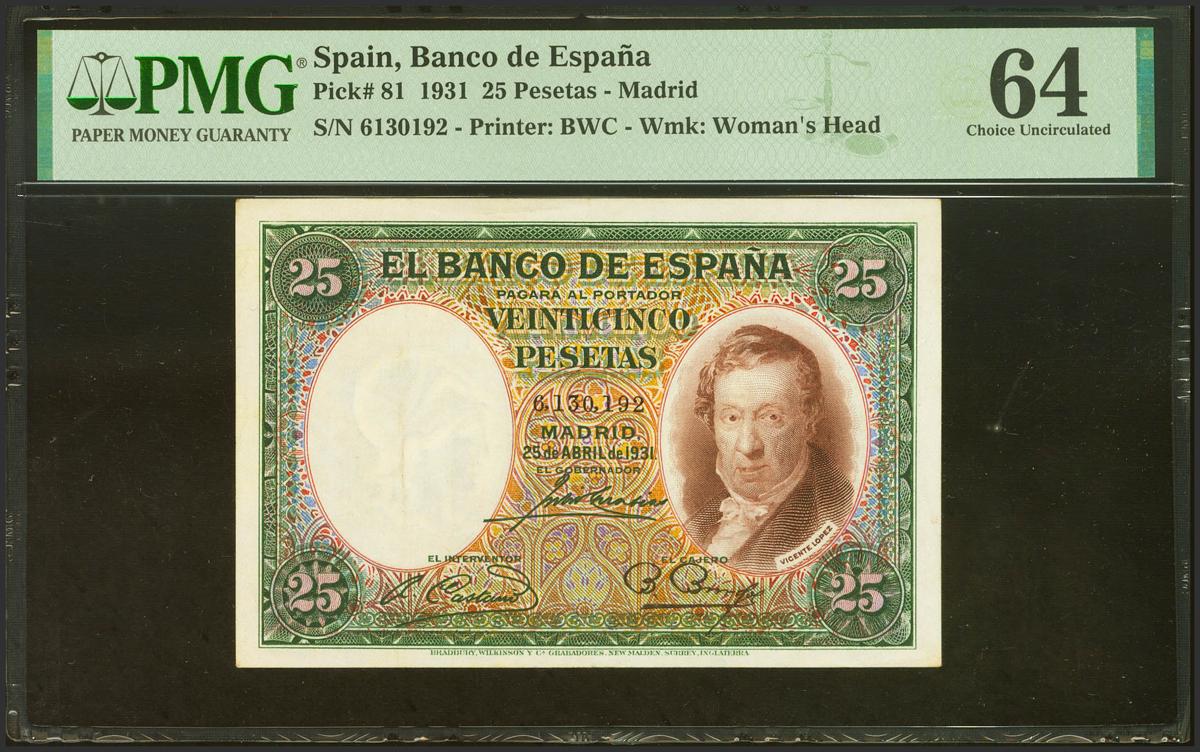 PMG®
PAPER MONEY GUARANTY
Spain, Banco de España
Pick# 81 1931 25 Pesetas - Madrid
S/N 6130192 - Printer: BWC - Wmk: Woman's Head
64
Choice Uncirculated
25
EL BANCO DE ESPAÑA
25
PAGARÁ AL PORTADOR
VEINTICINCO
PESETAS
6,130,192
MADRID.
25 de ABRIL de 1931.
EL GOBERNADOR
VICENTE LOPEZ
EL INTERVENTOR
EL CAJERO
25
25
BRADBURY, WILKINSON Y Cª GRABADORES, NEW MALDEN, SURREY, INGLATERRA